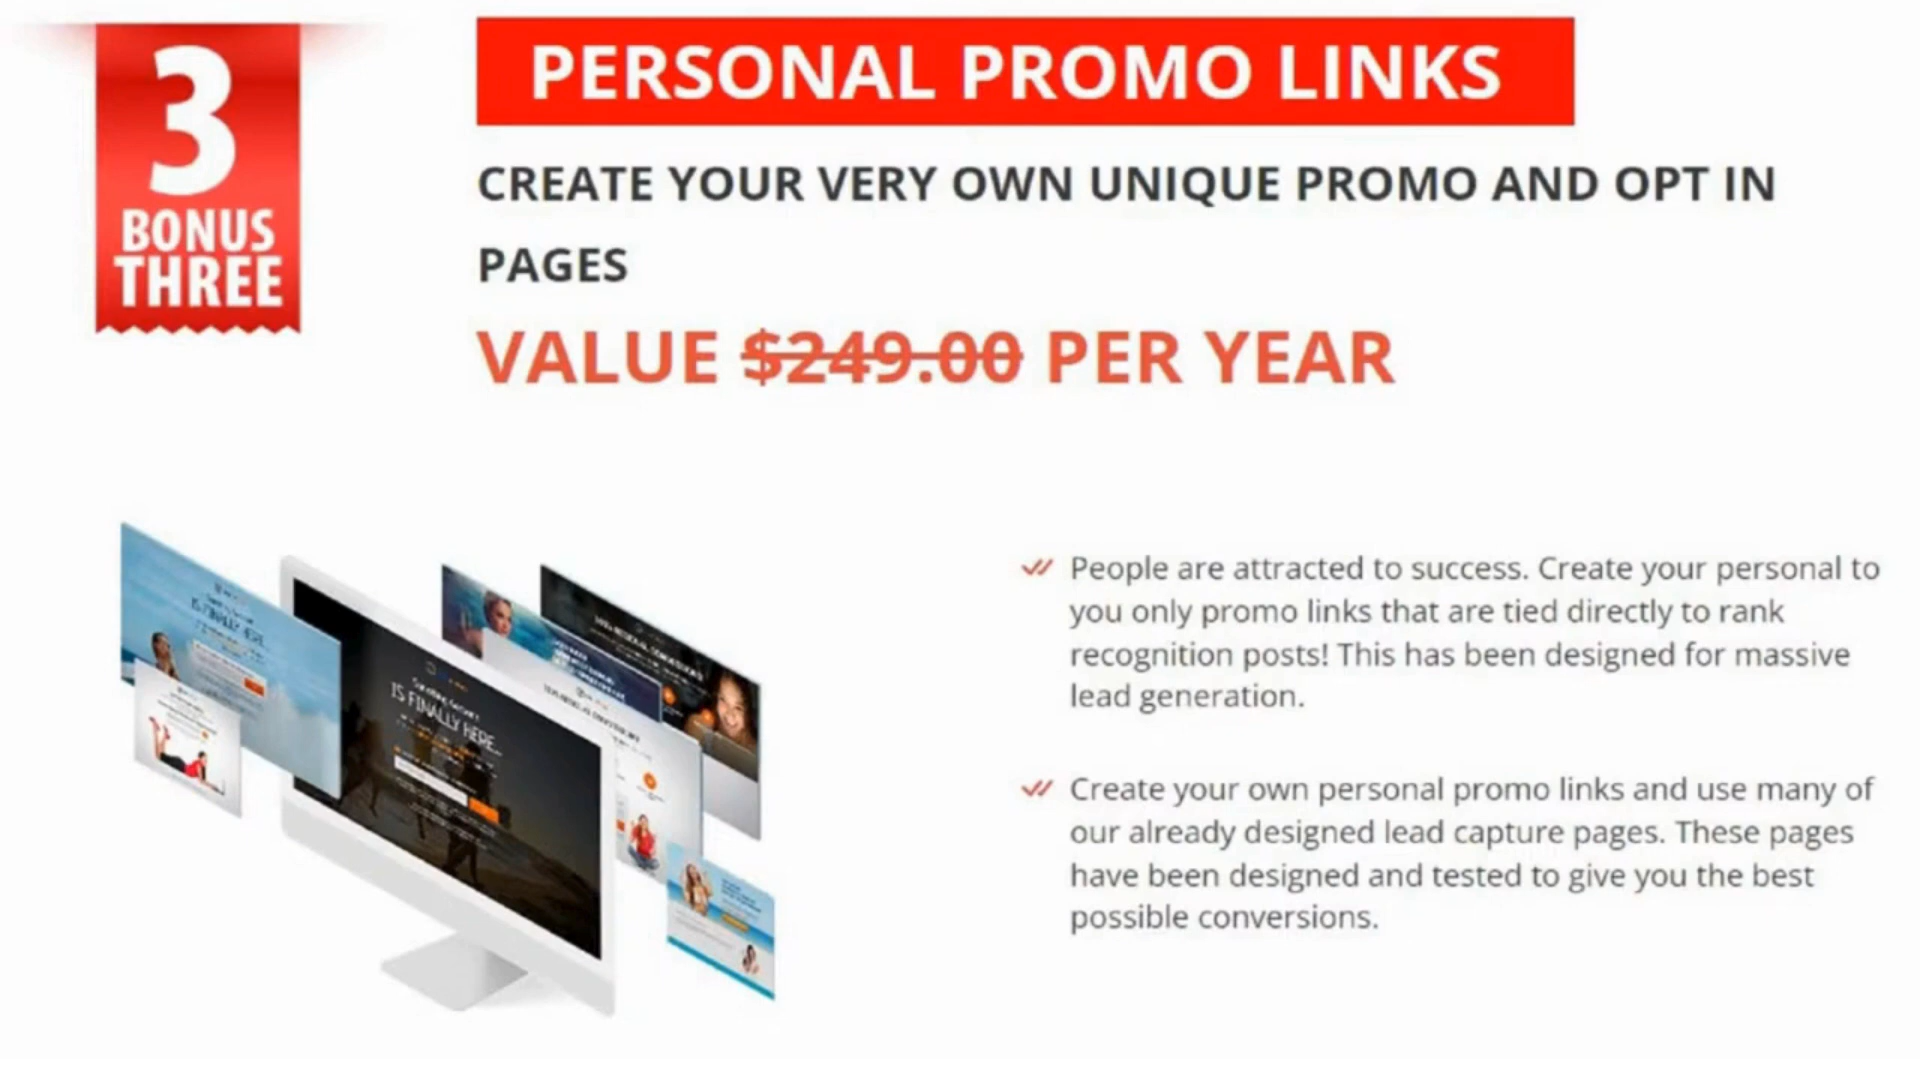 3
BONUS
THREE
PERSONAL PROMO LINKS
CREATE YOUR VERY OWN UNIQUE PROMO AND OPT IN
PAGES
VALUE $249.00 PER YEAR
IS FINALLY HERE...
People are attracted to success. Create your personal to
you only promo links that are tied directly to rank
recognition posts! This has been designed for massive
lead generation.
Create your own personal promo links and use many of
our already designed lead capture pages. These pages
have been designed and tested to give you the best
possible conversions.